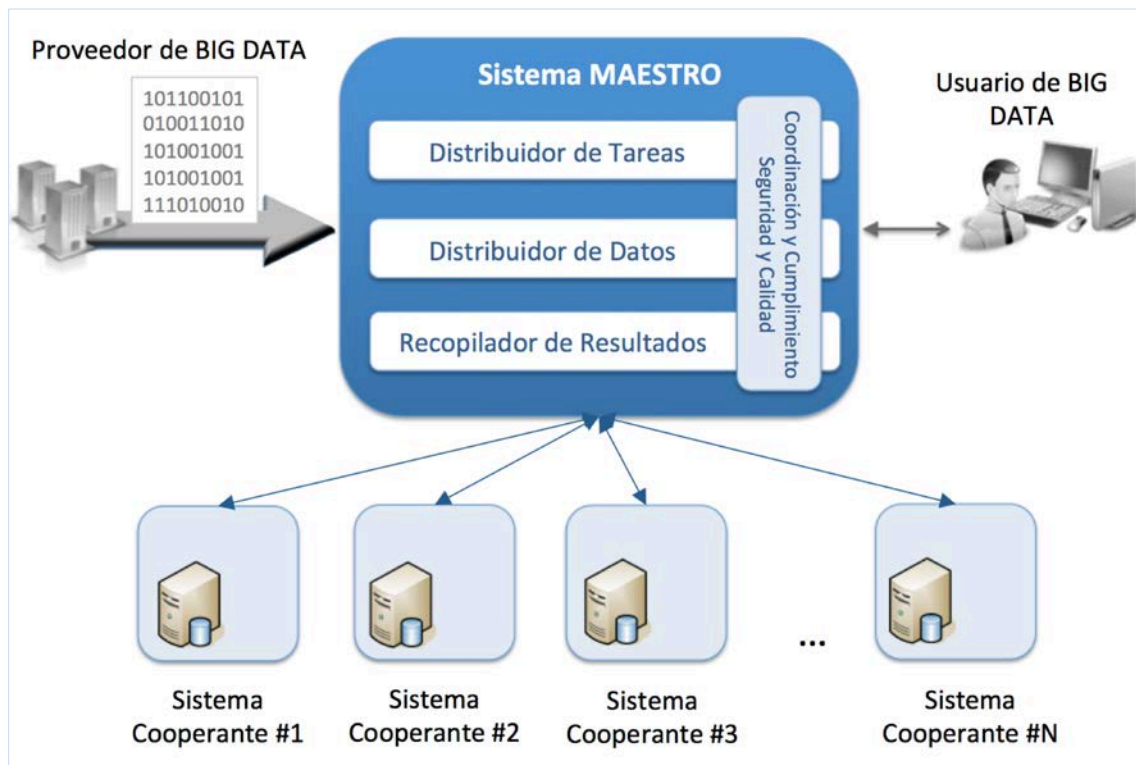 Proveedor de BIG DATA
101100101
010011010
101001001
101001001
111010010
Sistema MAESTRO
Distribuidor de Tareas
Distribuidor de Datos
Recopilador de Resultados
Coordinación y Cumplimiento
Seguridad y Calidad
Usuario de BIG
DATA
...
Sistema
Cooperante #1
Sistema
Cooperante #2
Sistema
Cooperante #3
Sistema
Cooperante #N